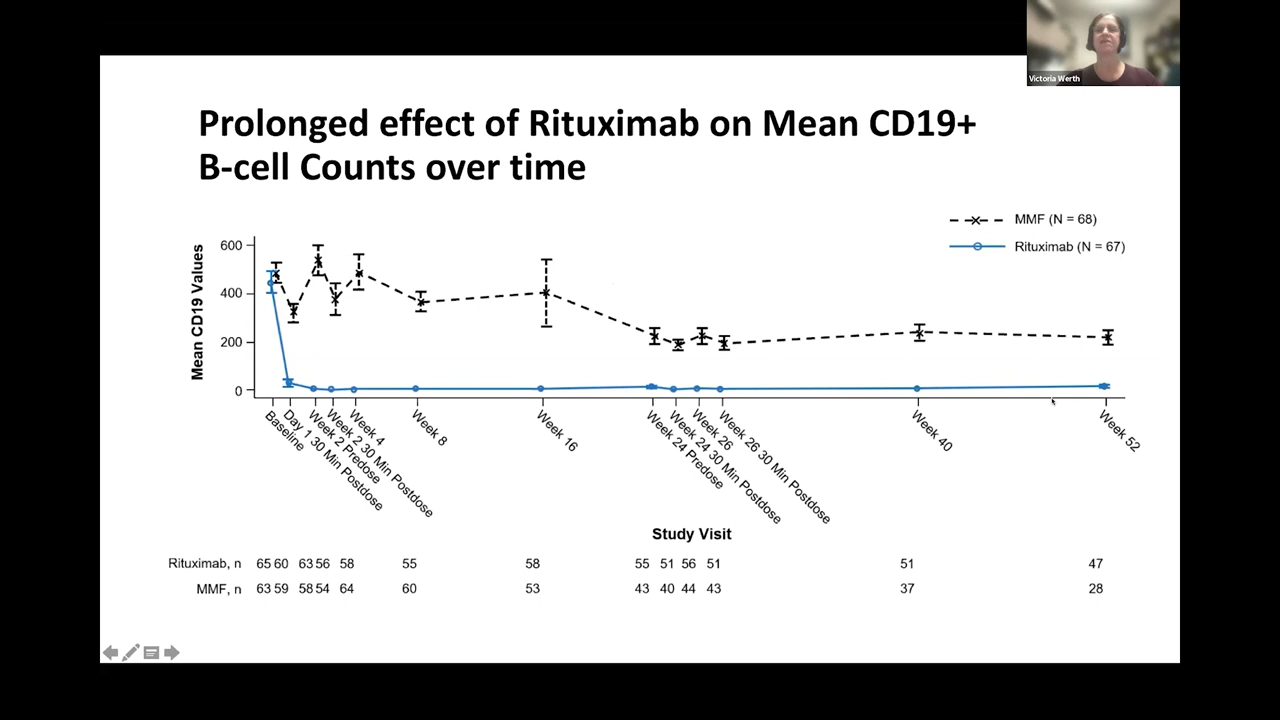 Victoria Werth
Prolonged effect of Rituximab on Mean CD19+
B-cell Counts over time
MMF (N = 68)
Rituximab (N = 67)
Mean CD19 Values
600
400
200
0
Baseline
Day 1 30 Min Postdose
Week 2 Predose
Week 2 30 Min Postdose
Week 4
Week 8
Week 16
Week 24 Predose
Week 24 30 Min Postdose
Week 26
Week 26 30 Min Postdose
Week 40
Week 52
Study Visit
Rituximab, n 65 60 63 56 58 55 58 55 51 56 51 51 47
MMF, n 63 59 58 54 64 60 53 43 40 44 43 37 28